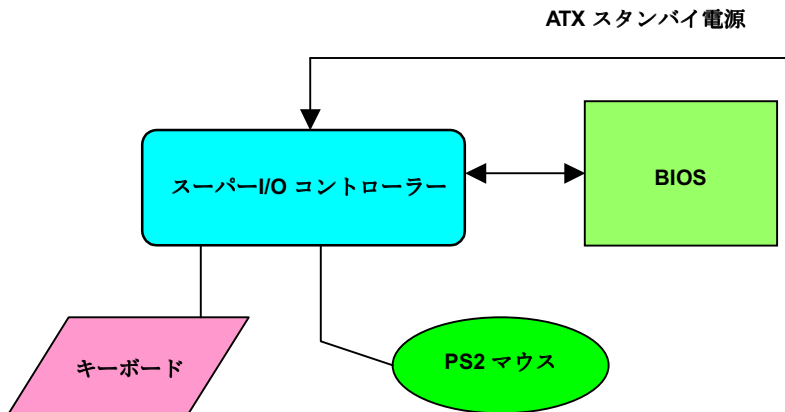 ATX スタンバイ電源
スーパーI/O コントローラー
BIOS
キーボード
PS2 マウス